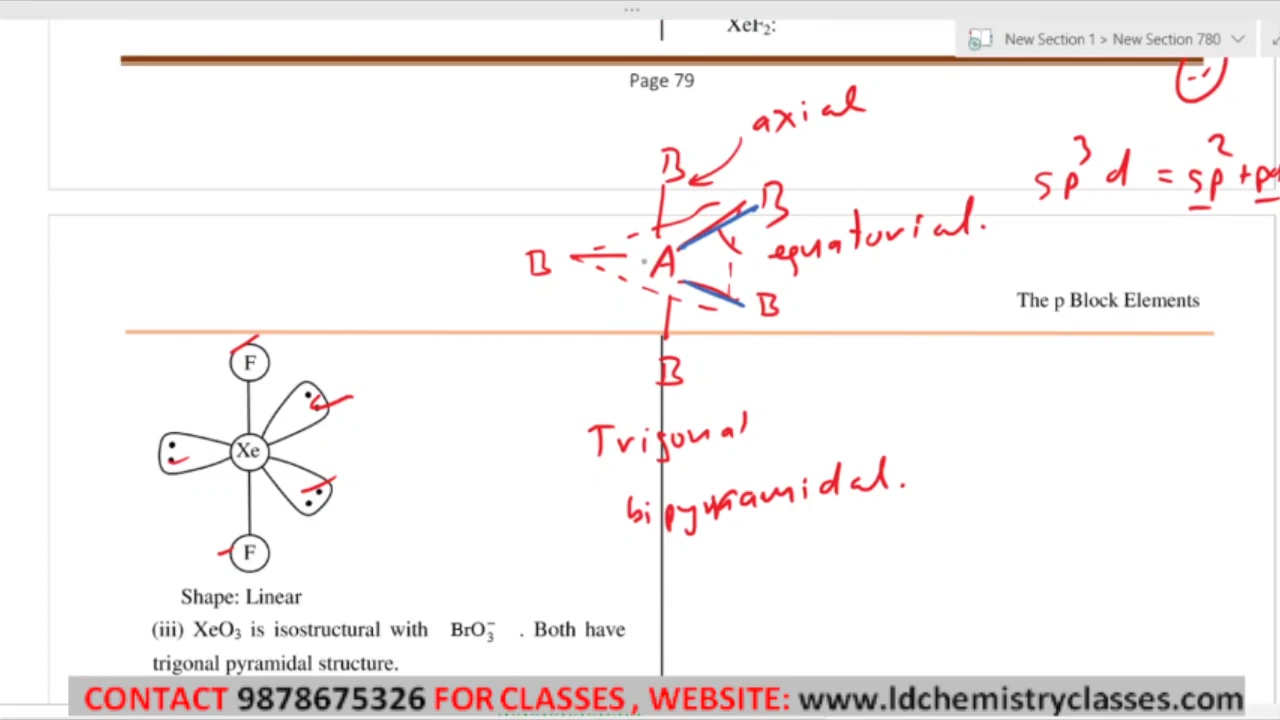 XeF₂:
New Section 1 > New Section 780
Page 79
axial
B
B
sp³d = sp² + pd
equatorial.
B
A
B
The p Block Elements
F
B
Xe
Trigonal
bipyramidal.
F
Shape: Linear
(iii) XeO₃ is isostructural with BrO₃⁻ . Both have
trigonal pyramidal structure.
CONTACT 9878675326 FOR CLASSES , WEBSITE: www.ldchemistryclasses.com